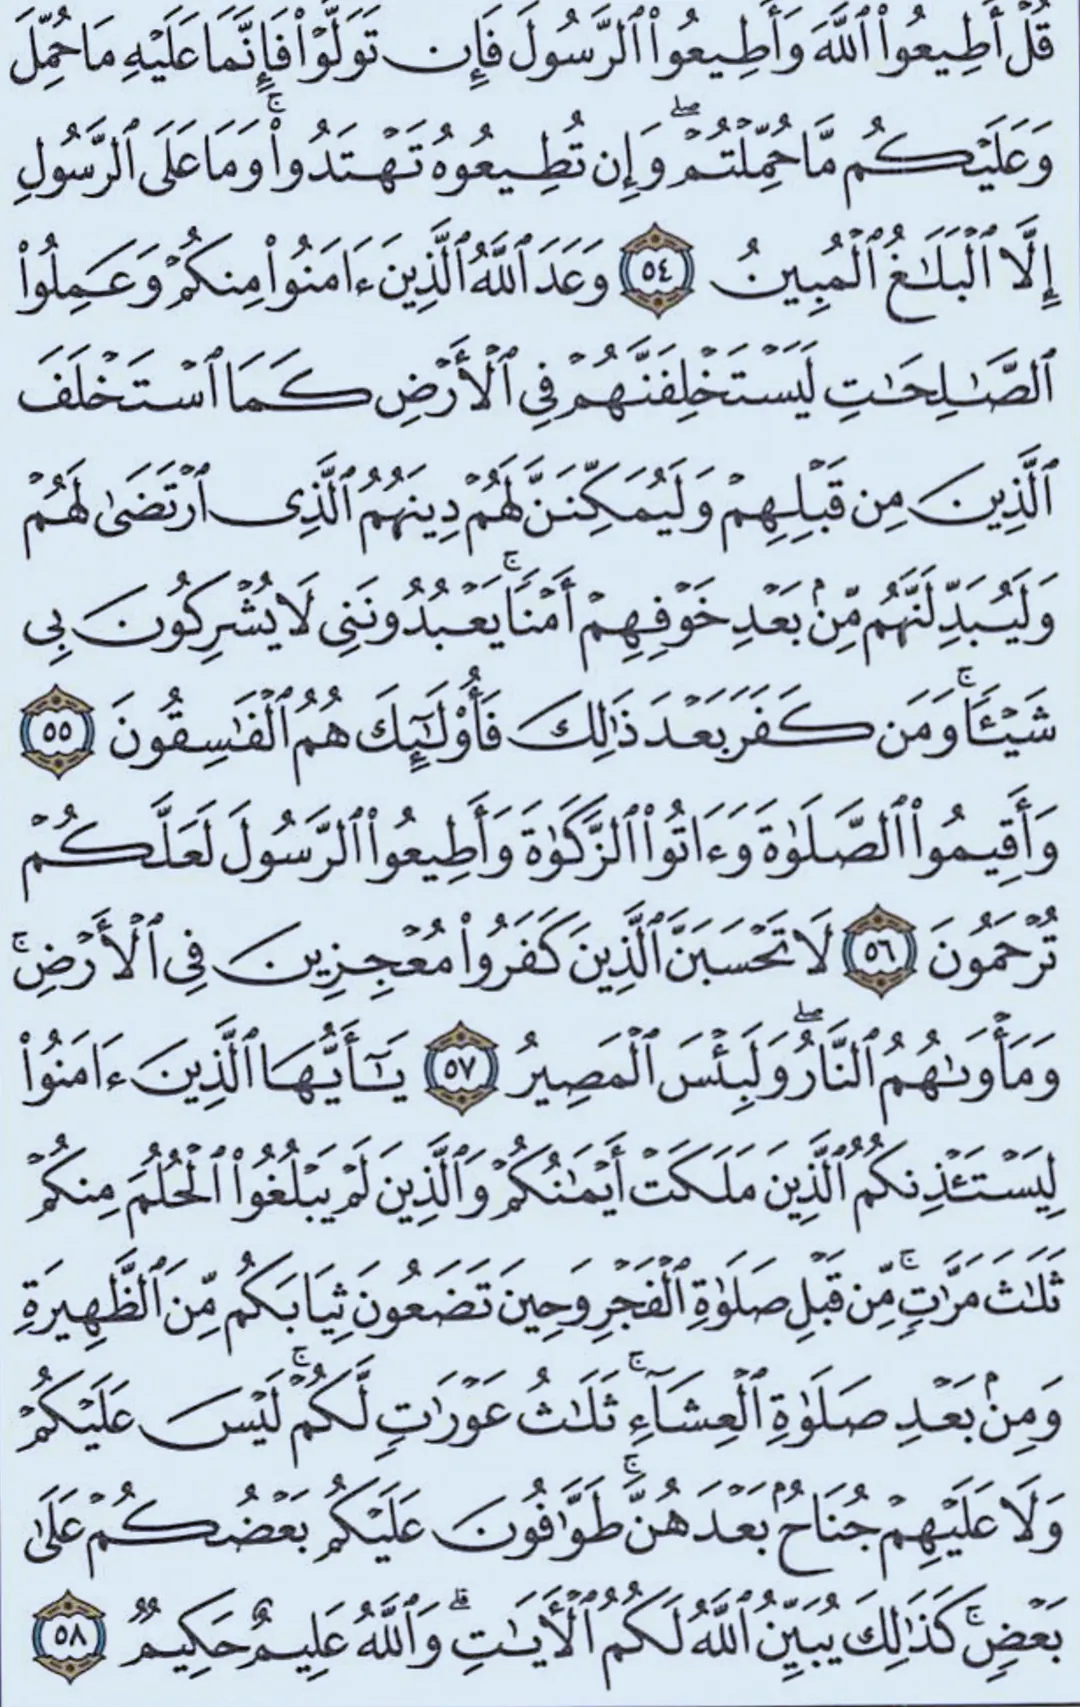 قُلْ أَطِيعُوا۟ ٱللَّهَ وَأَطِيعُوا۟ ٱلرَّسُولَ فَإِن تَوَلَّوْا۟ فَإِنَّمَا عَلَيْهِ مَا حُمِّلَ
وَعَلَيْكُم مَّا حُمِّلْتُمْ ۖ وَإِن تُطِيعُوهُ تَهْتَدُوا۟ ۚ وَمَا عَلَى ٱلرَّسُولِ
إِلَّا ٱلْبَلَـٰغُ ٱلْمُبِينُ ٥٤ وَعَدَ ٱللَّهُ ٱلَّذِينَ ءَامَنُوا۟ مِنكُمْ وَعَمِلُوا۟
ٱلصَّـٰلِحَـٰتِ لَيَسْتَخْلِفَنَّهُمْ فِى ٱلْأَرْضِ كَمَا ٱسْتَخْلَفَ
ٱلَّذِينَ مِن قَبْلِهِمْ وَلَيُمَكِّنَنَّ لَهُمْ دِينَهُمُ ٱلَّذِى ٱرْتَضَىٰ لَهُمْ
وَلَيُبَدِّلَنَّهُم مِّنۢ بَعْدِ خَوْفِهِمْ أَمْنًا ۚ يَعْبُدُونَنِى لَا يُشْرِكُونَ بِى
شَيْـًٔا ۚ وَمَن كَفَرَ بَعْدَ ذَٰلِكَ فَأُو۟لَـٰٓئِكَ هُمُ ٱلْفَـٰسِقُونَ ٥٥
وَأَقِيمُوا۟ ٱلصَّلَوٰةَ وَءَاتُوا۟ ٱلزَّكَوٰةَ وَأَطِيعُوا۟ ٱلرَّسُولَ لَعَلَّكُمْ
تُرْحَمُونَ ٥٦ لَا تَحْسَبَنَّ ٱلَّذِينَ كَفَرُوا۟ مُعْجِزِينَ فِى ٱلْأَرْضِ ۚ
وَمَأْوَىٰهُمُ ٱلنَّارُ ۖ وَلَبِئْسَ ٱلْمَصِيرُ ٥٧ يَـٰٓأَيُّهَا ٱلَّذِينَ ءَامَنُوا۟
لِيَسْتَـْٔذِنكُمُ ٱلَّذِينَ مَلَكَتْ أَيْمَـٰنُكُمْ وَٱلَّذِينَ لَمْ يَبْلُغُوا۟ ٱلْحُلُمَ مِنكُمْ
ثَلَـٰثَ مَرَّٰتٍ ۚ مِّن قَبْلِ صَلَوٰةِ ٱلْفَجْرِ وَحِينَ تَضَعُونَ ثِيَابَكُم مِّنَ ٱلظَّهِيرَةِ
وَمِنۢ بَعْدِ صَلَوٰةِ ٱلْعِشَآءِ ۚ ثَلَـٰثُ عَوْرَٰتٍ لَّكُمْ ۚ لَيْسَ عَلَيْكُمْ
وَلَا عَلَيْهِمْ جُنَاحٌۢ بَعْدَهُنَّ ۚ طَوَّٰفُونَ عَلَيْكُم بَعْضُكُمْ عَلَىٰ
بَعْضٍ ۚ كَذَٰلِكَ يُبَيِّنُ ٱللَّهُ لَكُمُ ٱلْـَٔايَـٰتِ ۗ وَٱللَّهُ عَلِيمٌ حَكِيمٌ ٥٨